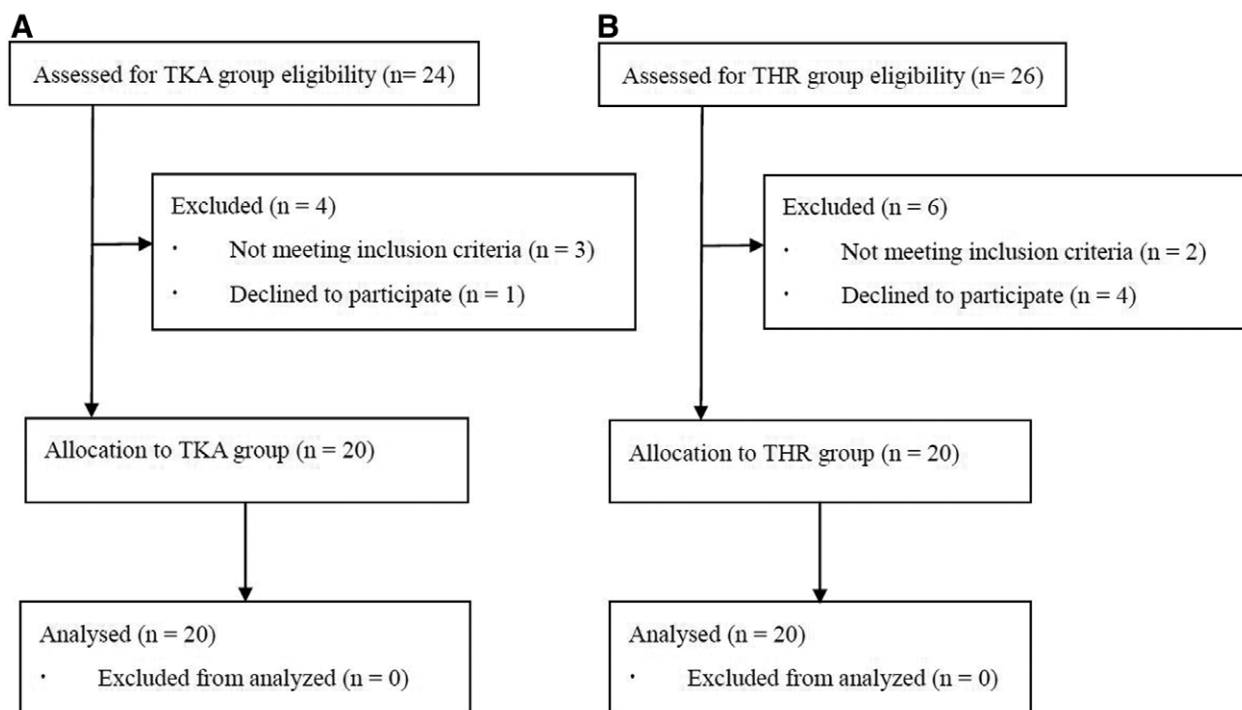 A
Assessed for TKA group eligibility (n= 24)
Excluded (n = 4)
· Not meeting inclusion criteria (n = 3)
· Declined to participate (n = 1)
Allocation to TKA group (n = 20)
Analysed (n = 20)
· Excluded from analyzed (n = 0)
B
Assessed for THR group eligibility (n= 26)
Excluded (n = 6)
· Not meeting inclusion criteria (n = 2)
· Declined to participate (n = 4)
Allocation to THR group (n = 20)
Analysed (n = 20)
· Excluded from analyzed (n = 0)